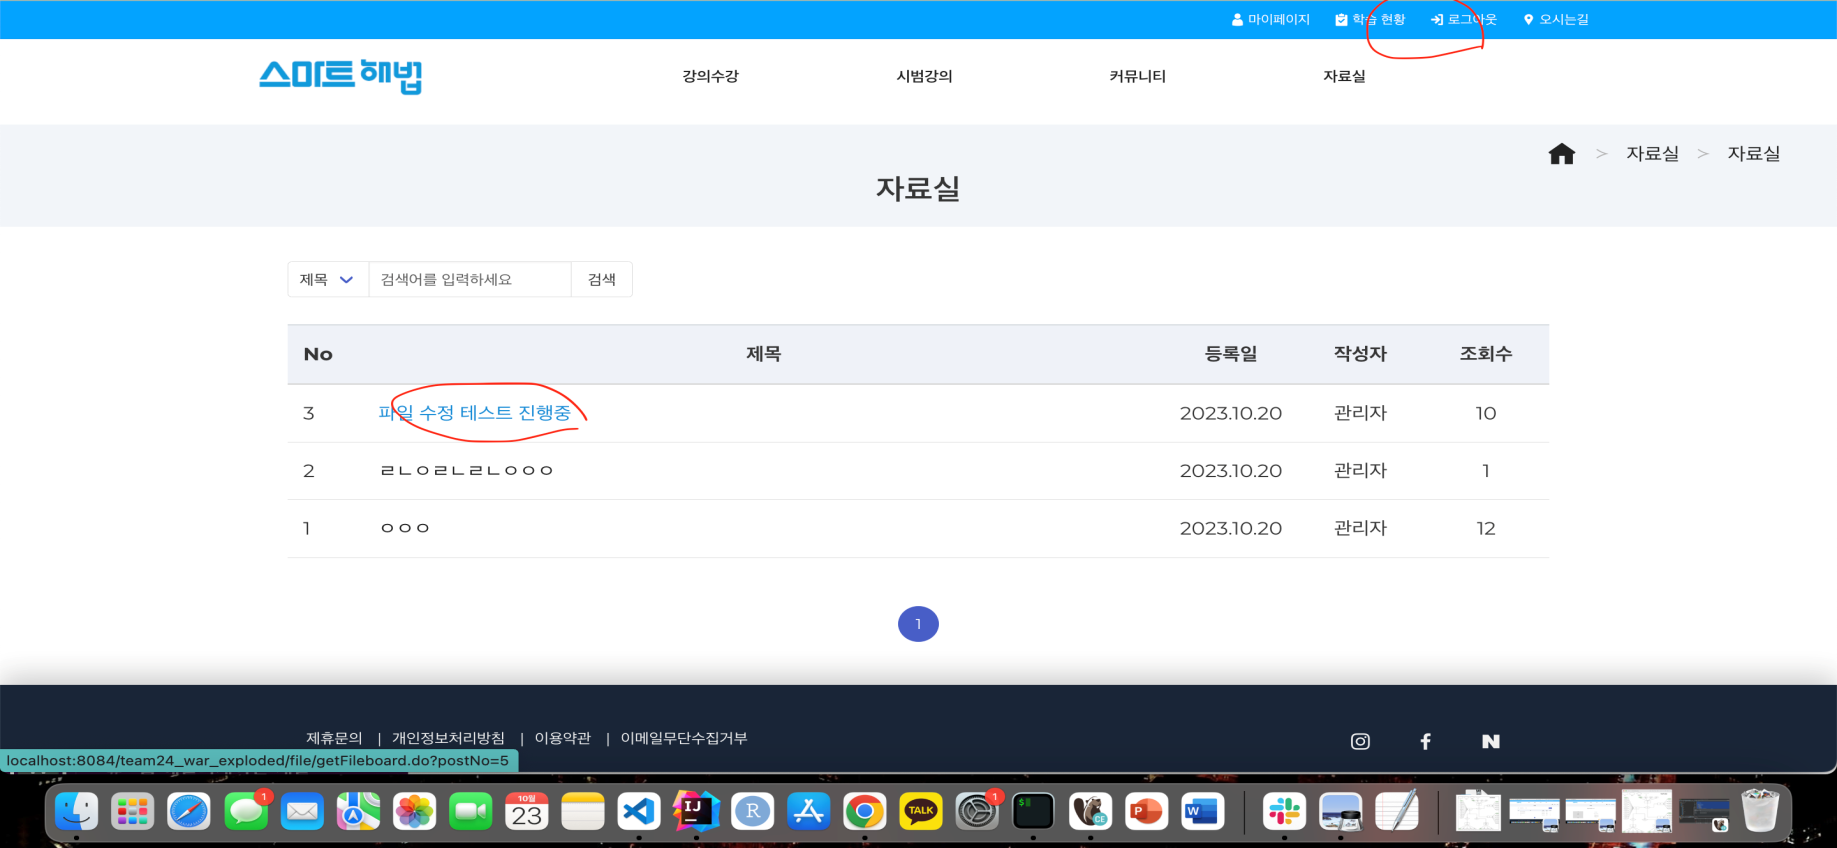 마이페이지 학습 현황 로그아웃 오시는길
스마트해법 강의수강 시범강의 커뮤니티 자료실
> 자료실 > 자료실
자료실
제목 검색어를 입력하세요 검색
No 제목 등록일 작성자 조회수
3 파일 수정 테스트 진행중 2023.10.20 관리자 10
2 ㄹㄴㅇㄹㄴㄹㄴㅇㅇㅇ 2023.10.20 관리자 1
1 ㅇㅇㅇ 2023.10.20 관리자 12
1
제휴문의 | 개인정보처리방침 | 이용약관 | 이메일무단수집거부
localhost:8084/team24_war_exploded/file/getFileboard.do?postNo=5
1 10월 23 IJ R TALK 1 $ CE P W